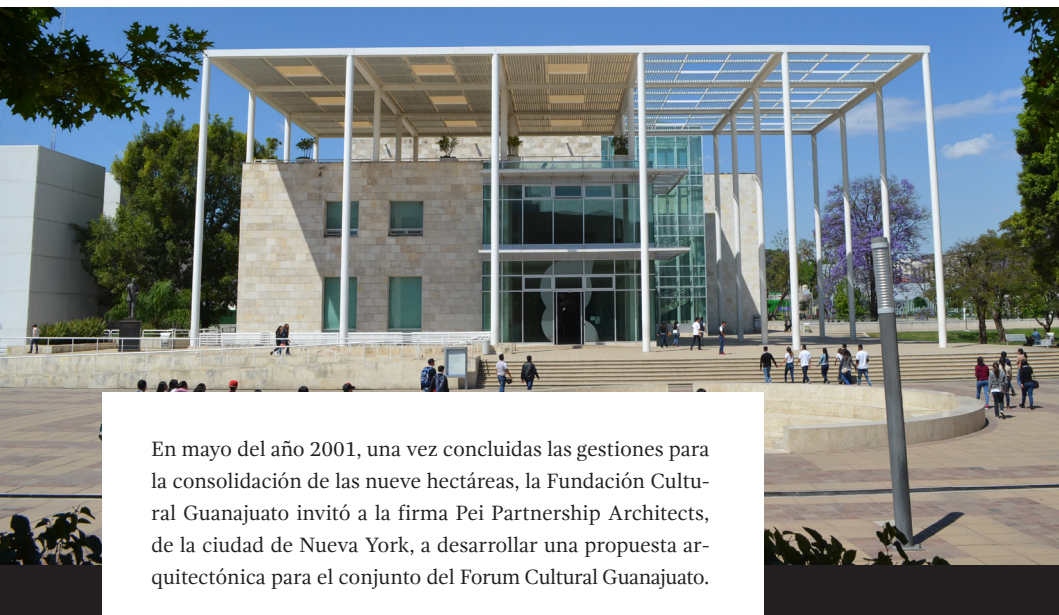 En mayo del año 2001, una vez concluidas las gestiones para
la consolidación de las nueve hectáreas, la Fundación Cultu-
ral Guanajuato invitó a la firma Pei Partnership Architects,
de la ciudad de Nueva York, a desarrollar una propuesta ar-
quitectónica para el conjunto del Forum Cultural Guanajuato.